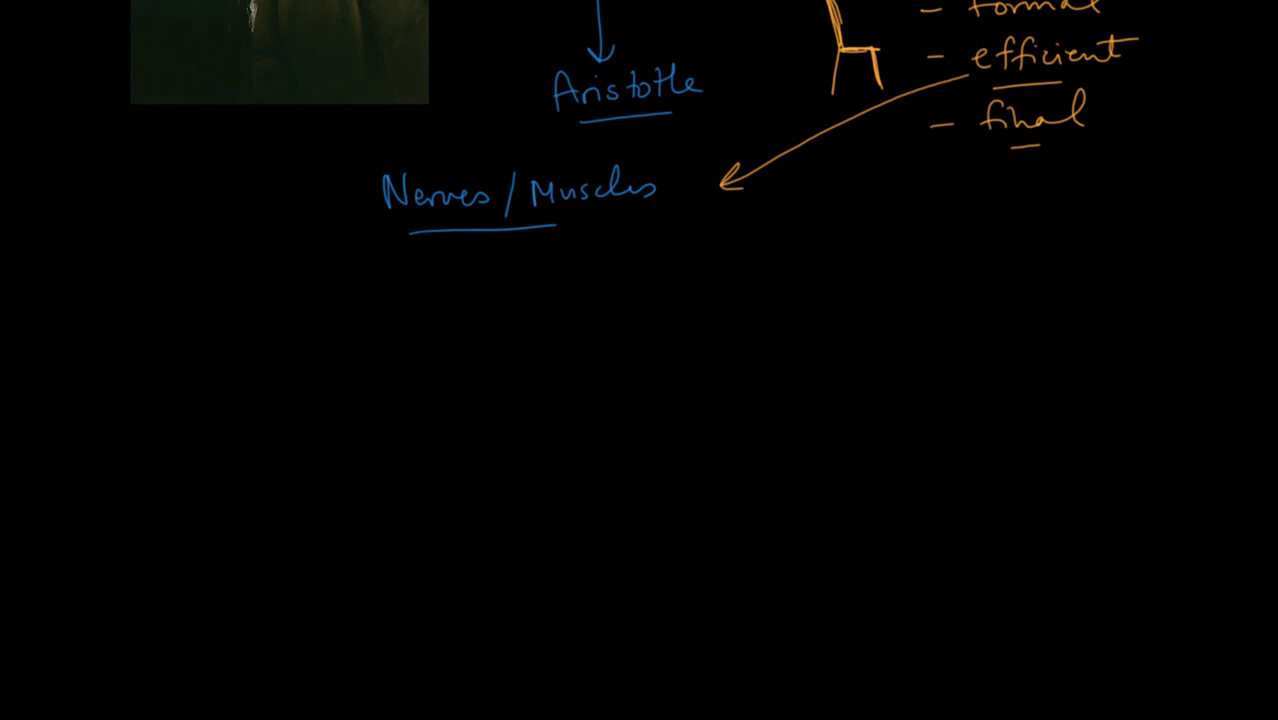 - formal
- efficient
Aristotle
- final
Nerves / Muscles